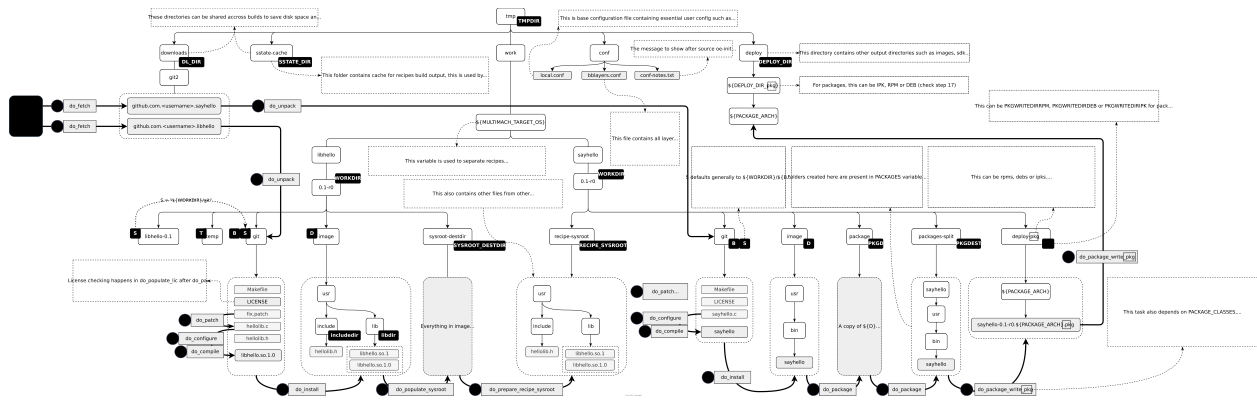 tmp
TMPDIR
These directories can be shared accross builds to save disk space an...
This is base configuration file containing essential user config such as...
The message to show after source oe-init...
downloads
DL_DIR
sstate-cache
SSTATE_DIR
work
conf
deploy
DEPLOY_DIR
This directory contains other output directories such as images, sdk...
git2
This folder contains cache for recipes build output, this is used by...
local.conf
bblayers.conf
conf-notes.txt
${DEPLOY_DIR_pkg}
For packages, this can be IPK, RPM or DEB (check step 17)
do_fetch
github.com.<username>.sayhello
do_unpack
This can be PKGWRITEDIRRPM, PKGWRITEDIRDEB or PKGWRITEDIRIPK for pack...
${PACKAGE_ARCH}
do_fetch
github.com.<username>.libhello
${MULTIMACH_TARGET_OS}
This file contains all layer...
libhello
This variable is used to separate recipes...
sayhello
do_unpack
WORKDIR
0.1-r0
WORKDIR
0.1-r0
This also contains other files from other...
S defaults generally to ${WORKDIR}/${B
folders created here are present in PACKAGES variable...
This can be rpms, debs or ipks....
S
libhello-0.1
T
temp
B
S
git
D
image
sysroot-destdir
SYSROOT_DESTDIR
recipe-sysroot
RECIPE_SYSROOT
git
B
S
image
D
package
PKGD
packages-split
PKGDEST
deploy-pkg
do_package_write_pkg
License checking happens in do_populate_lic after do_pa
Makefile
LICENSE
fix.patch
hellolib.c
hellolib.h
libhello.so.1.0
do_patch
do_configure
do_compile
usr
include
includedir
lib
libdir
hellolib.h
libhello.so.1
libhello.so.1.0
Everything in image...
usr
include
lib
hellolib.h
libhello.so.1
libhello.so.1.0
do_patch...
do_configure
do_compile
Makefile
LICENSE
sayhello.c
sayhello
usr
bin
sayhello
A copy of ${D}...
sayhello
usr
bin
sayhello
${PACKAGE_ARCH}
sayhello-0.1-r0.${PACKAGE_ARCH}.pkg
This task also depends on PACKAGE_CLASSES....
do_install
do_populate_sysroot
do_prepare_recipe_sysroot
do_install
do_package
do_package
do_package_write_pkg